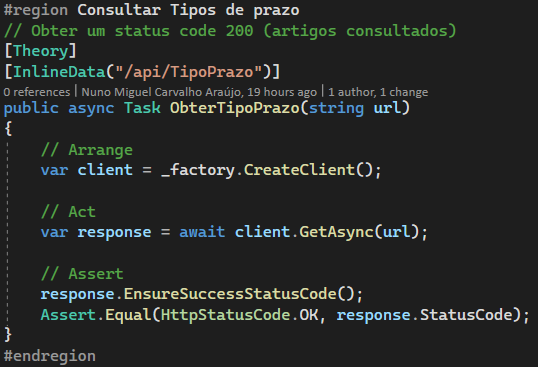 #region Consultar Tipos de prazo
// Obter um status code 200 (artigos consultados)
[Theory]
[InlineData("/api/TipoPrazo")]
0 references | Nuno Miguel Carvalho Araújo, 19 hours ago | 1 author, 1 change
public async Task ObterTipoPrazo(string url)
{
// Arrange
var client = _factory.CreateClient();
// Act
var response = await client.GetAsync(url);
// Assert
response.EnsureSuccessStatusCode();
Assert.Equal(HttpStatusCode.OK, response.StatusCode);
}
#endregion